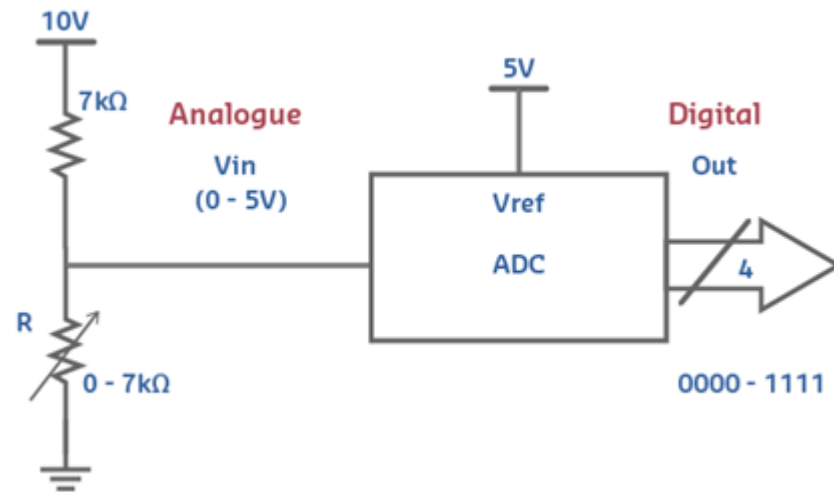 10V
7kΩ
Analogue
Vin
(0 - 5V)
5V
Vref
ADC
Digital
Out
4
R
0 - 7kΩ
0000 - 1111